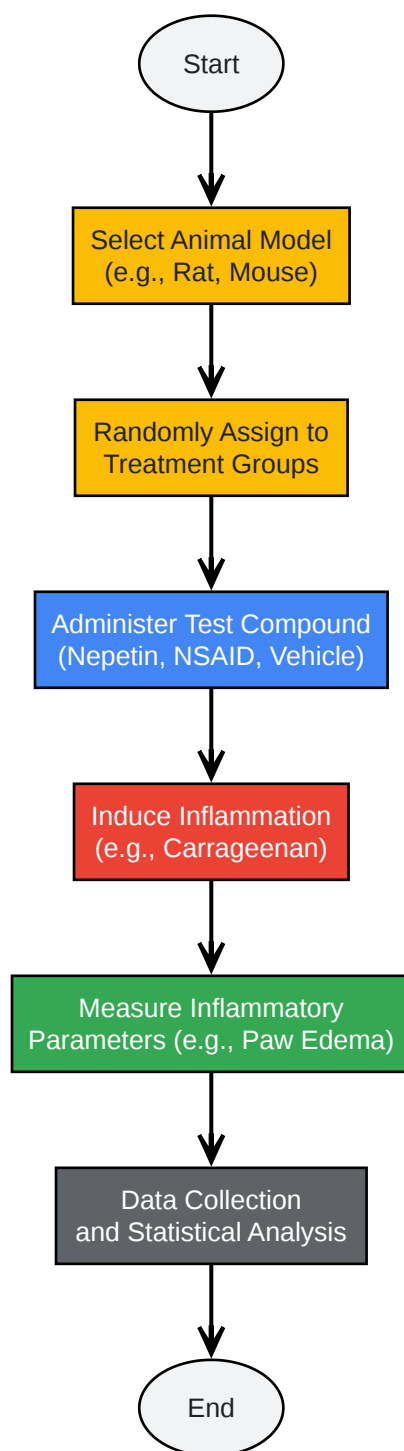 Start
Select Animal Model
(e.g., Rat, Mouse)
Randomly Assign to
Treatment Groups
Administer Test Compound
(Nepetin, NSAID, Vehicle)
Induce Inflammation
(e.g., Carrageenan)
Measure Inflammatory
Parameters (e.g., Paw Edema)
Data Collection
and Statistical Analysis
End